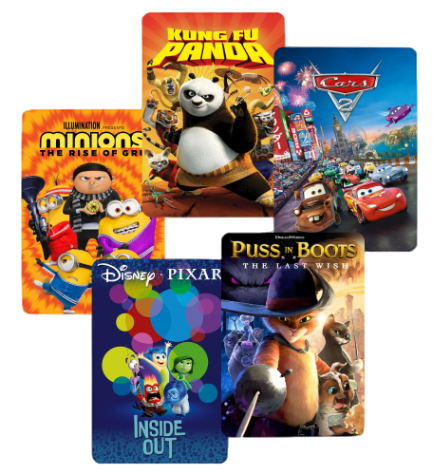 KUNG FU
PANDA
Cars
2
ILLUMINATION PRESENTS
minions
THE RISE OF GR
Disney · PIXAR
INSIDE
OUT
DREAMWORKS
PUSS IN BOOTS
THE LAST WISH